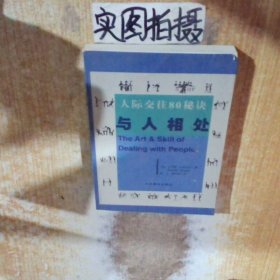 实图拍摄
人际交往80秘诀
与人相处
The Art & Skill of
Dealing with People